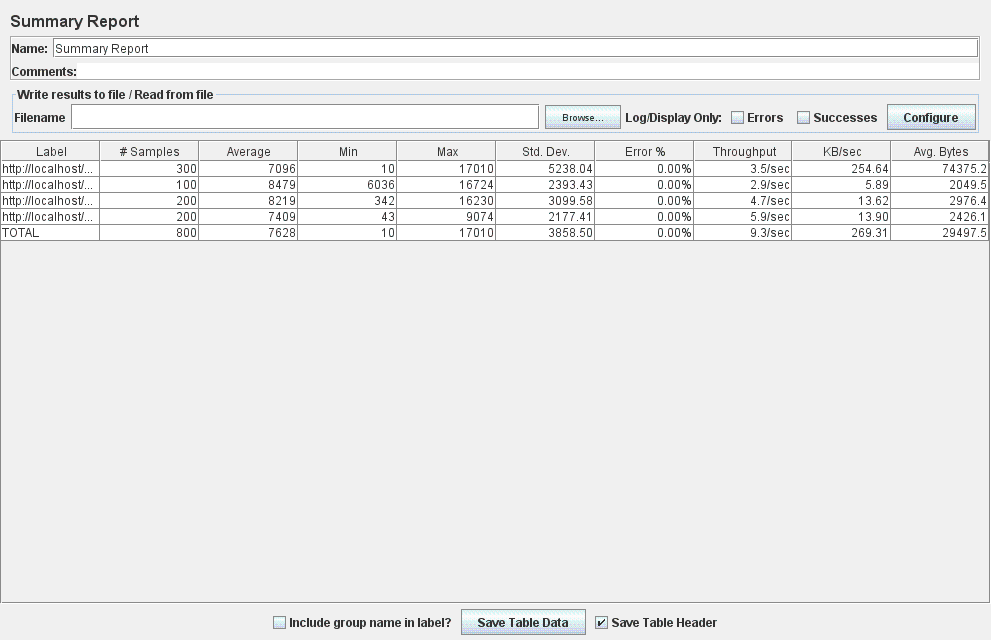 Summary Report
Name: Summary Report
Comments:
Write results to file / Read from file
Filename Browse... Log/Display Only: Errors Successes Configure
Label # Samples Average Min Max Std. Dev. Error % Throughput KB/sec Avg. Bytes
http://localhost/... 300 7096 10 17010 5238.04 0.00% 3.5/sec 254.64 74375.2
http://localhost/... 100 8479 6036 16724 2393.43 0.00% 2.9/sec 5.89 2049.5
http://localhost/... 200 8219 342 16230 3099.58 0.00% 4.7/sec 13.62 2976.4
http://localhost/... 200 7409 43 9074 2177.41 0.00% 5.9/sec 13.90 2426.1
TOTAL 800 7628 10 17010 3858.50 0.00% 9.3/sec 269.31 29497.5
Include group name in label? Save Table Data Save Table Header